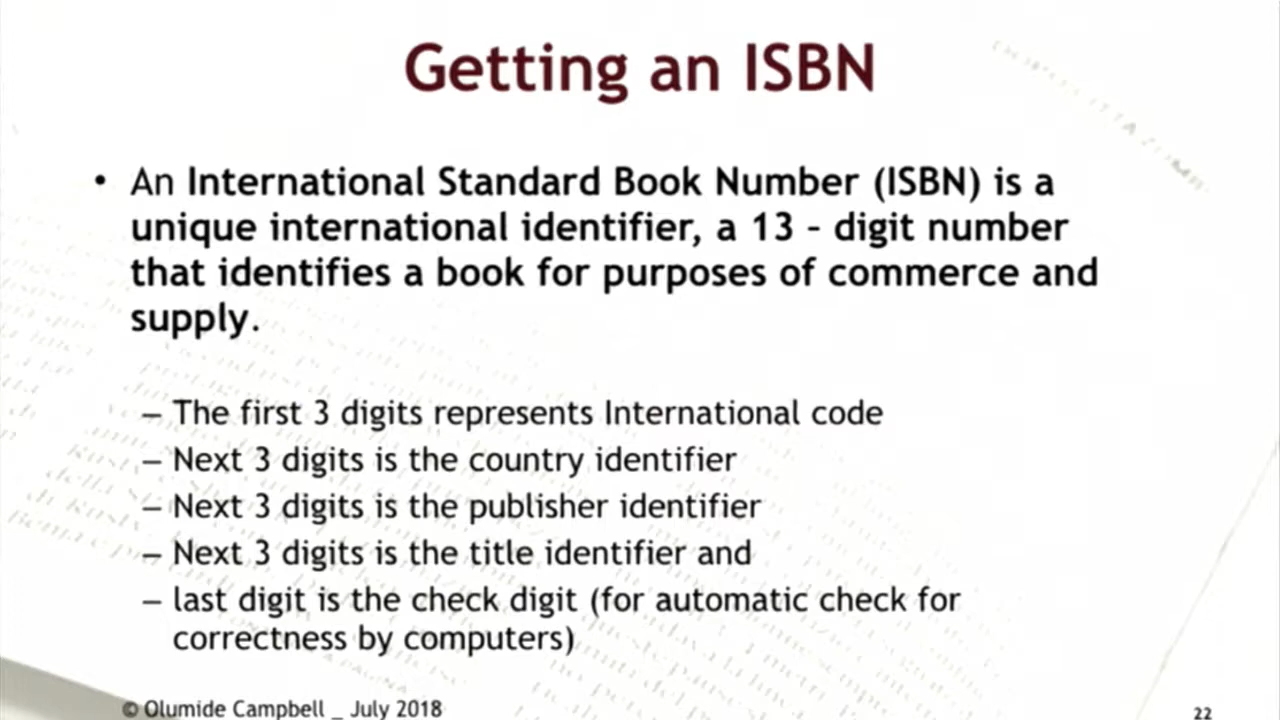 Getting an ISBN
• An International Standard Book Number (ISBN) is a
unique international identifier, a 13 – digit number
that identifies a book for purposes of commerce and
supply.
– The first 3 digits represents International code
– Next 3 digits is the country identifier
– Next 3 digits is the publisher identifier
– Next 3 digits is the title identifier and
– last digit is the check digit (for automatic check for
correctness by computers)
© Olumide Campbell _ July 2018
22